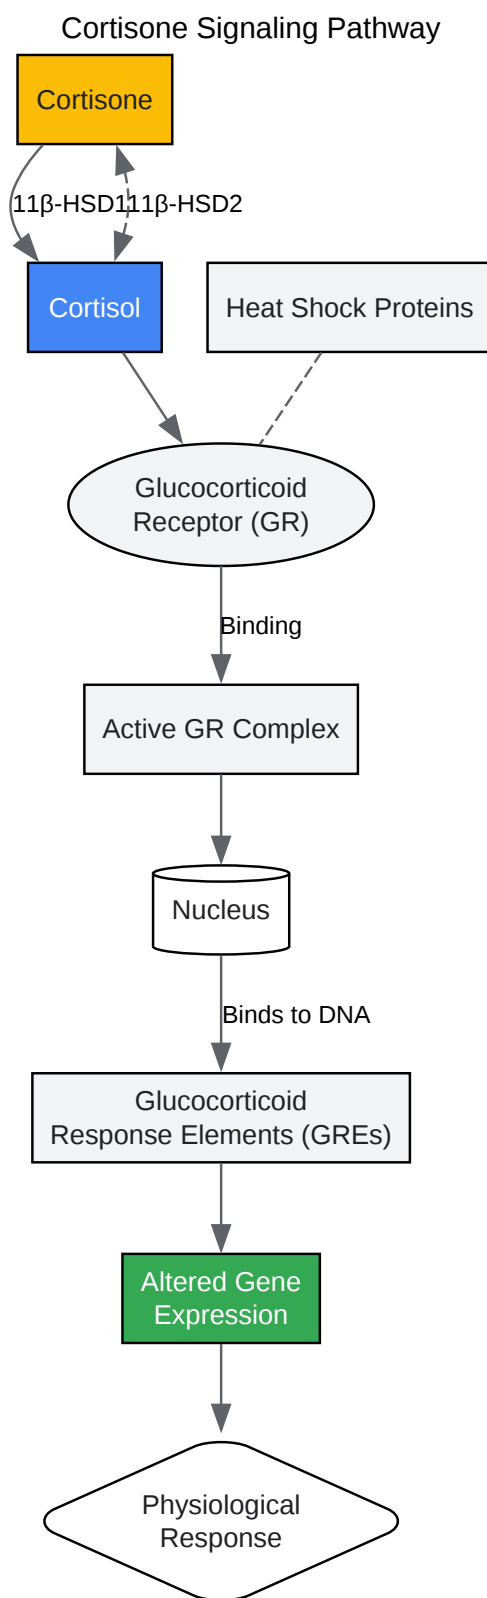 Cortisone Signaling Pathway
Cortisone
11β-HSD1
11β-HSD2
Cortisol
Heat Shock Proteins
Glucocorticoid
Receptor (GR)
Binding
Active GR Complex
Nucleus
Binds to DNA
Glucocorticoid
Response Elements (GREs)
Altered Gene
Expression
Physiological
Response